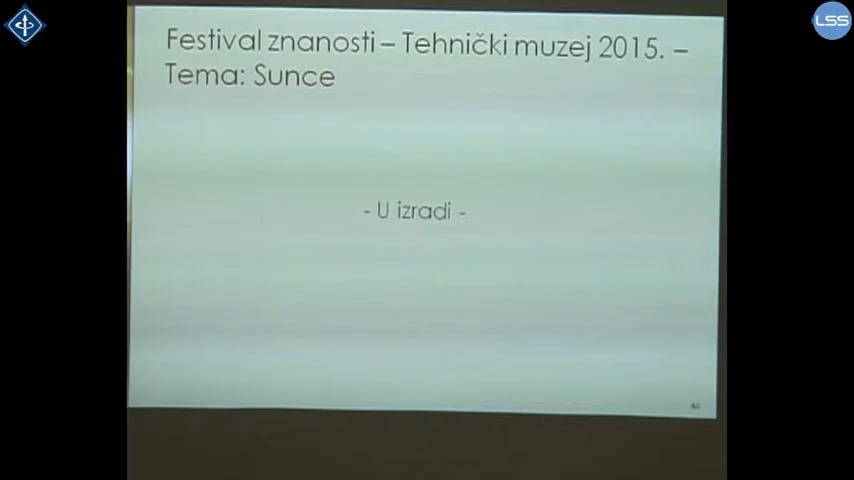 Festival znanosti – Tehnički muzej 2015. –
Tema: Sunce
- U izradi -
LSS